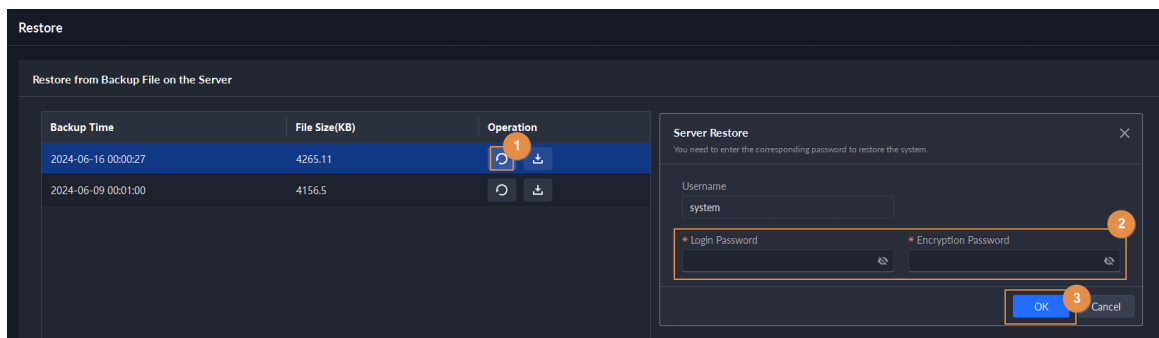 Restore
Restore from Backup File on the Server
Backup Time File Size(KB) Operation
1
2024-06-16 00:00:27 4265.11
2024-06-09 00:01:00 4156.5
Server Restore
You need to enter the corresponding password to restore the system.
Username
system
2
* Login Password * Encryption Password
3
OK Cancel